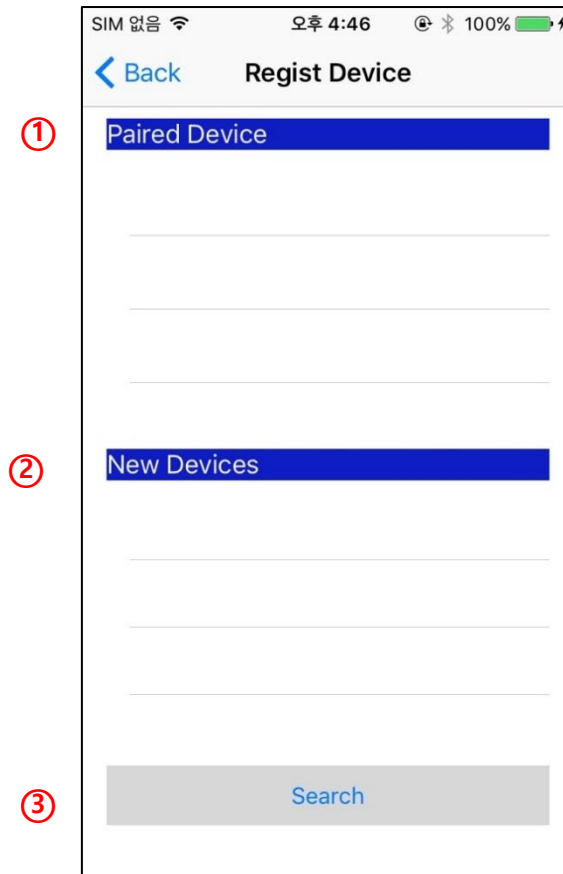 SIM 없음 오후 4:46 100%
Back Regist Device
① Paired Device
② New Devices
③ Search